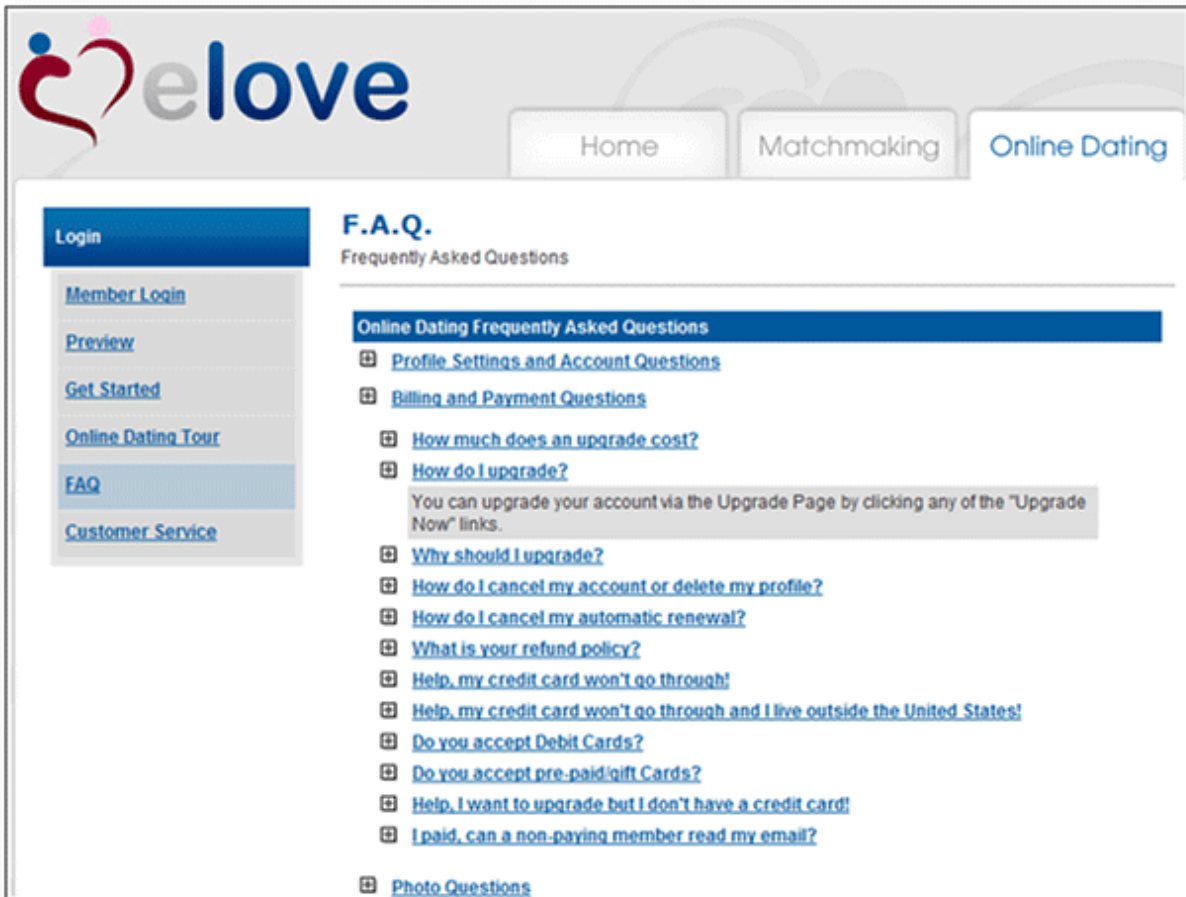 elove
Home
Matchmaking
Online Dating
Login
Member Login
Preview
Get Started
Online Dating Tour
FAQ
Customer Service
F.A.Q.
Frequently Asked Questions
Online Dating Frequently Asked Questions
Profile Settings and Account Questions
Billing and Payment Questions
How much does an upgrade cost?
How do I upgrade?
You can upgrade your account via the Upgrade Page by clicking any of the "Upgrade
Now" links.
Why should I upgrade?
How do I cancel my account or delete my profile?
How do I cancel my automatic renewal?
What is your refund policy?
Help, my credit card won't go through!
Help, my credit card won't go through and I live outside the United States!
Do you accept Debit Cards?
Do you accept pre-paid/gift Cards?
Help, I want to upgrade but I don't have a credit card!
I paid, can a non-paying member read my email?
Photo Questions